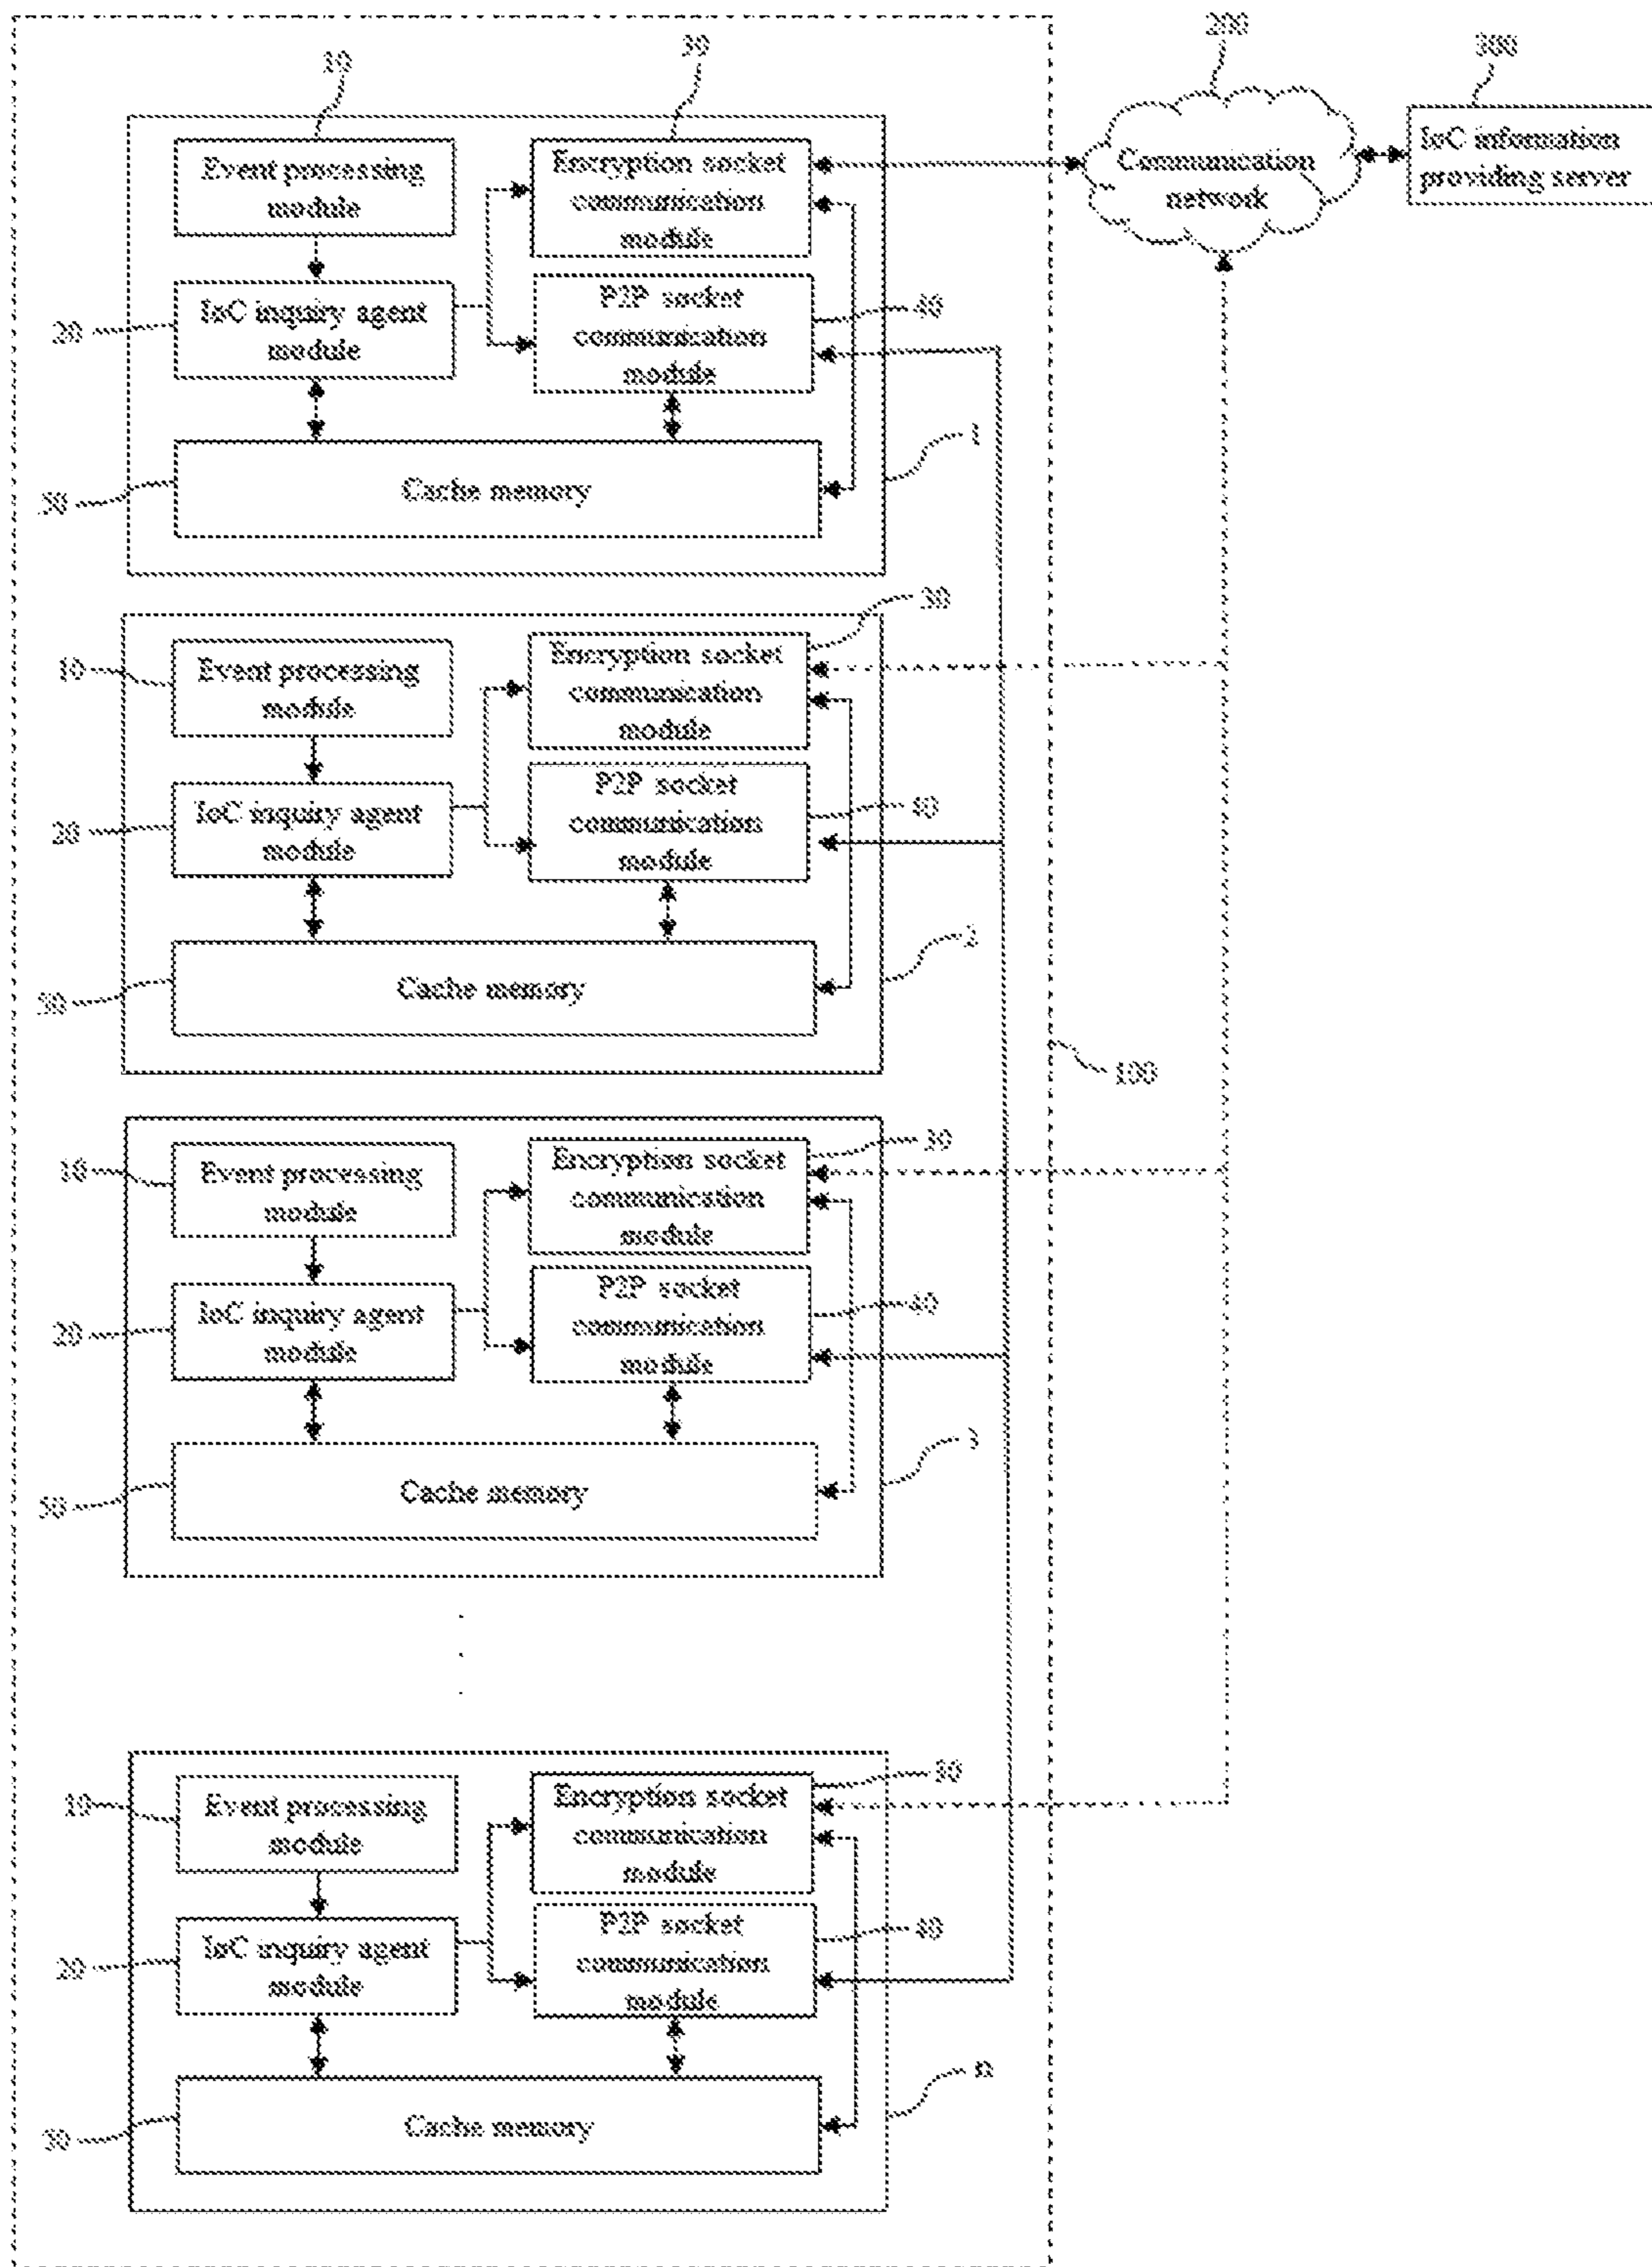 200
300
30
10
Event processing
module
Encryption socket
communication
module
Communication
network
IoC information
providing server
20
IoC inquiry agent
module
P2P socket
communication
module
40
1
50
Cache memory
30
10
Event processing
module
Encryption socket
communication
module
20
IoC inquiry agent
module
P2P socket
communication
module
40
2
50
Cache memory
100
30
10
Event processing
module
Encryption socket
communication
module
20
IoC inquiry agent
module
P2P socket
communication
module
40
3
50
Cache memory
30
10
Event processing
module
Encryption socket
communication
module
20
IoC inquiry agent
module
P2P socket
communication
module
40
n
50
Cache memory